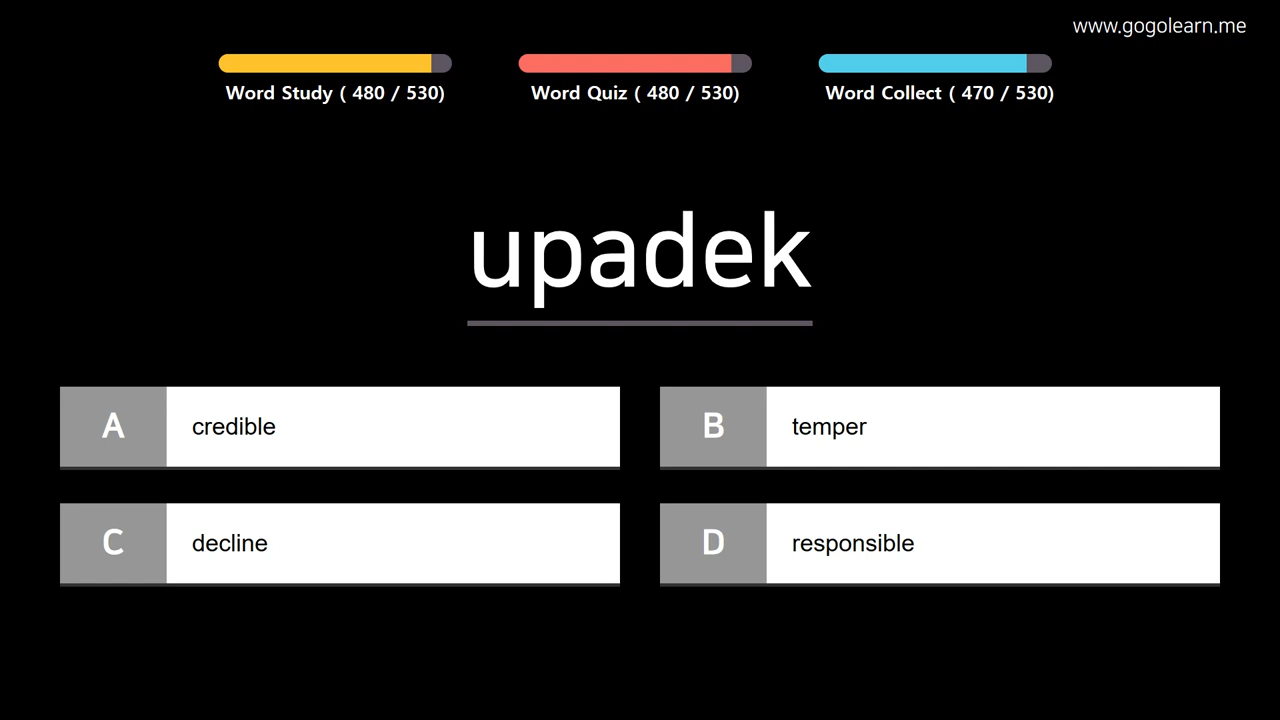 www.gogolearn.me
Word Study ( 480 / 530)
Word Quiz ( 480 / 530)
Word Collect ( 470 / 530)
upadek
A credible
B temper
C decline
D responsible